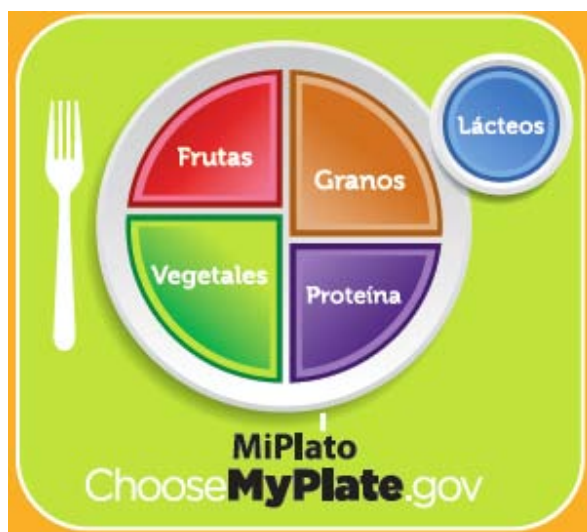 Lácteos
Frutas
Granos
Vegetales
Proteína
MiPlato
ChooseMyPlate.gov